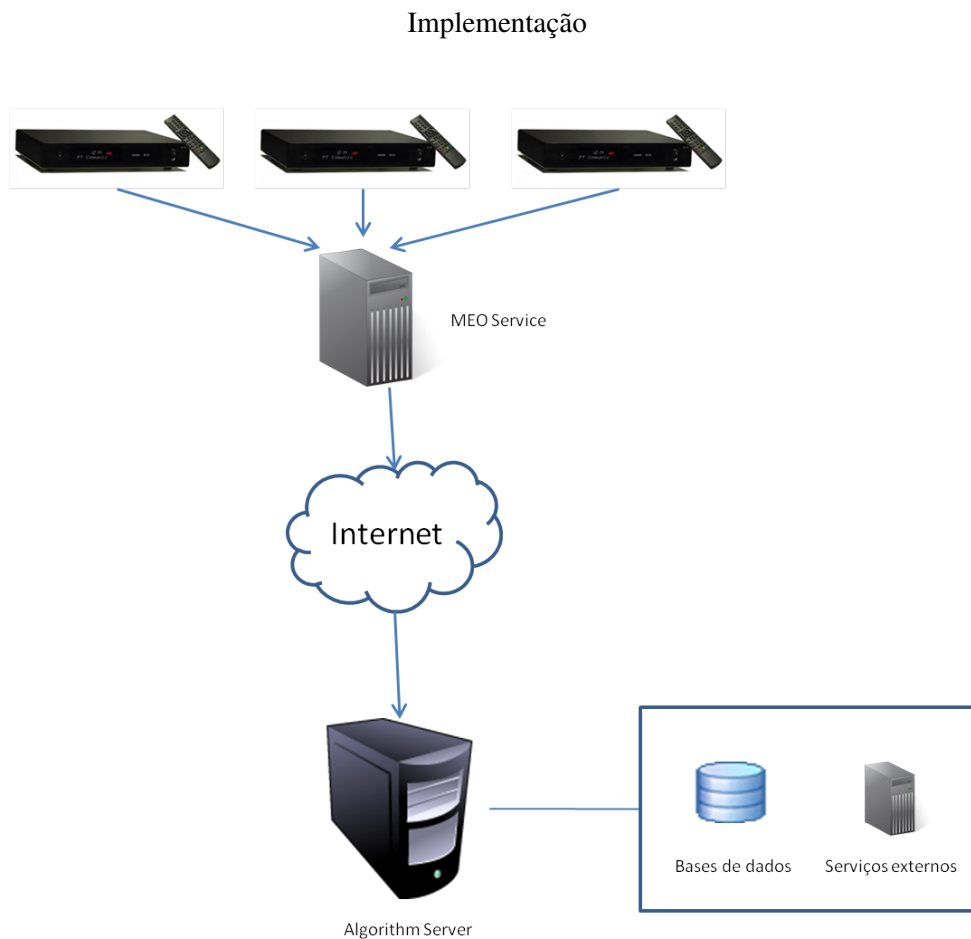 Implementação
MEO Service
Internet
Bases de dados
Serviços externos
Algorithm Server